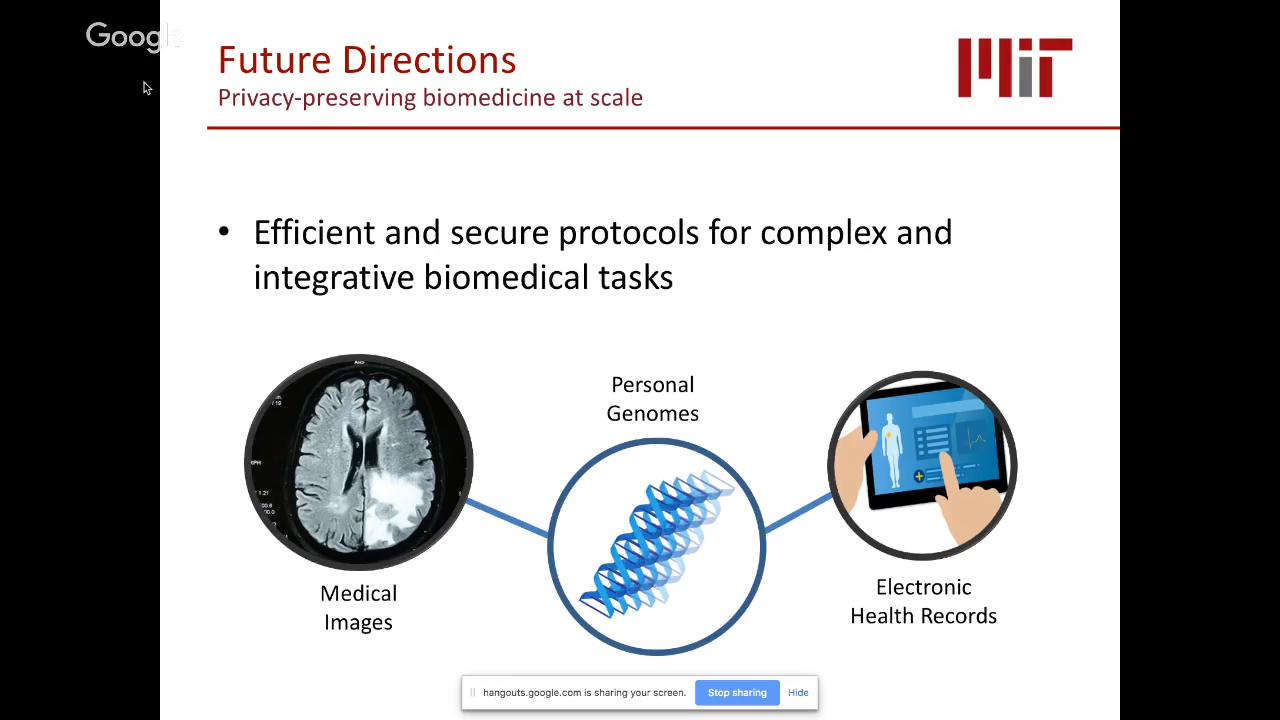 Google
Future Directions
MIT
Privacy-preserving biomedicine at scale
• Efficient and secure protocols for complex and
integrative biomedical tasks
Personal
Genomes
Medical
Images
Electronic
Health Records
hangouts.google.com is sharing your screen.
Stop sharing
Hide